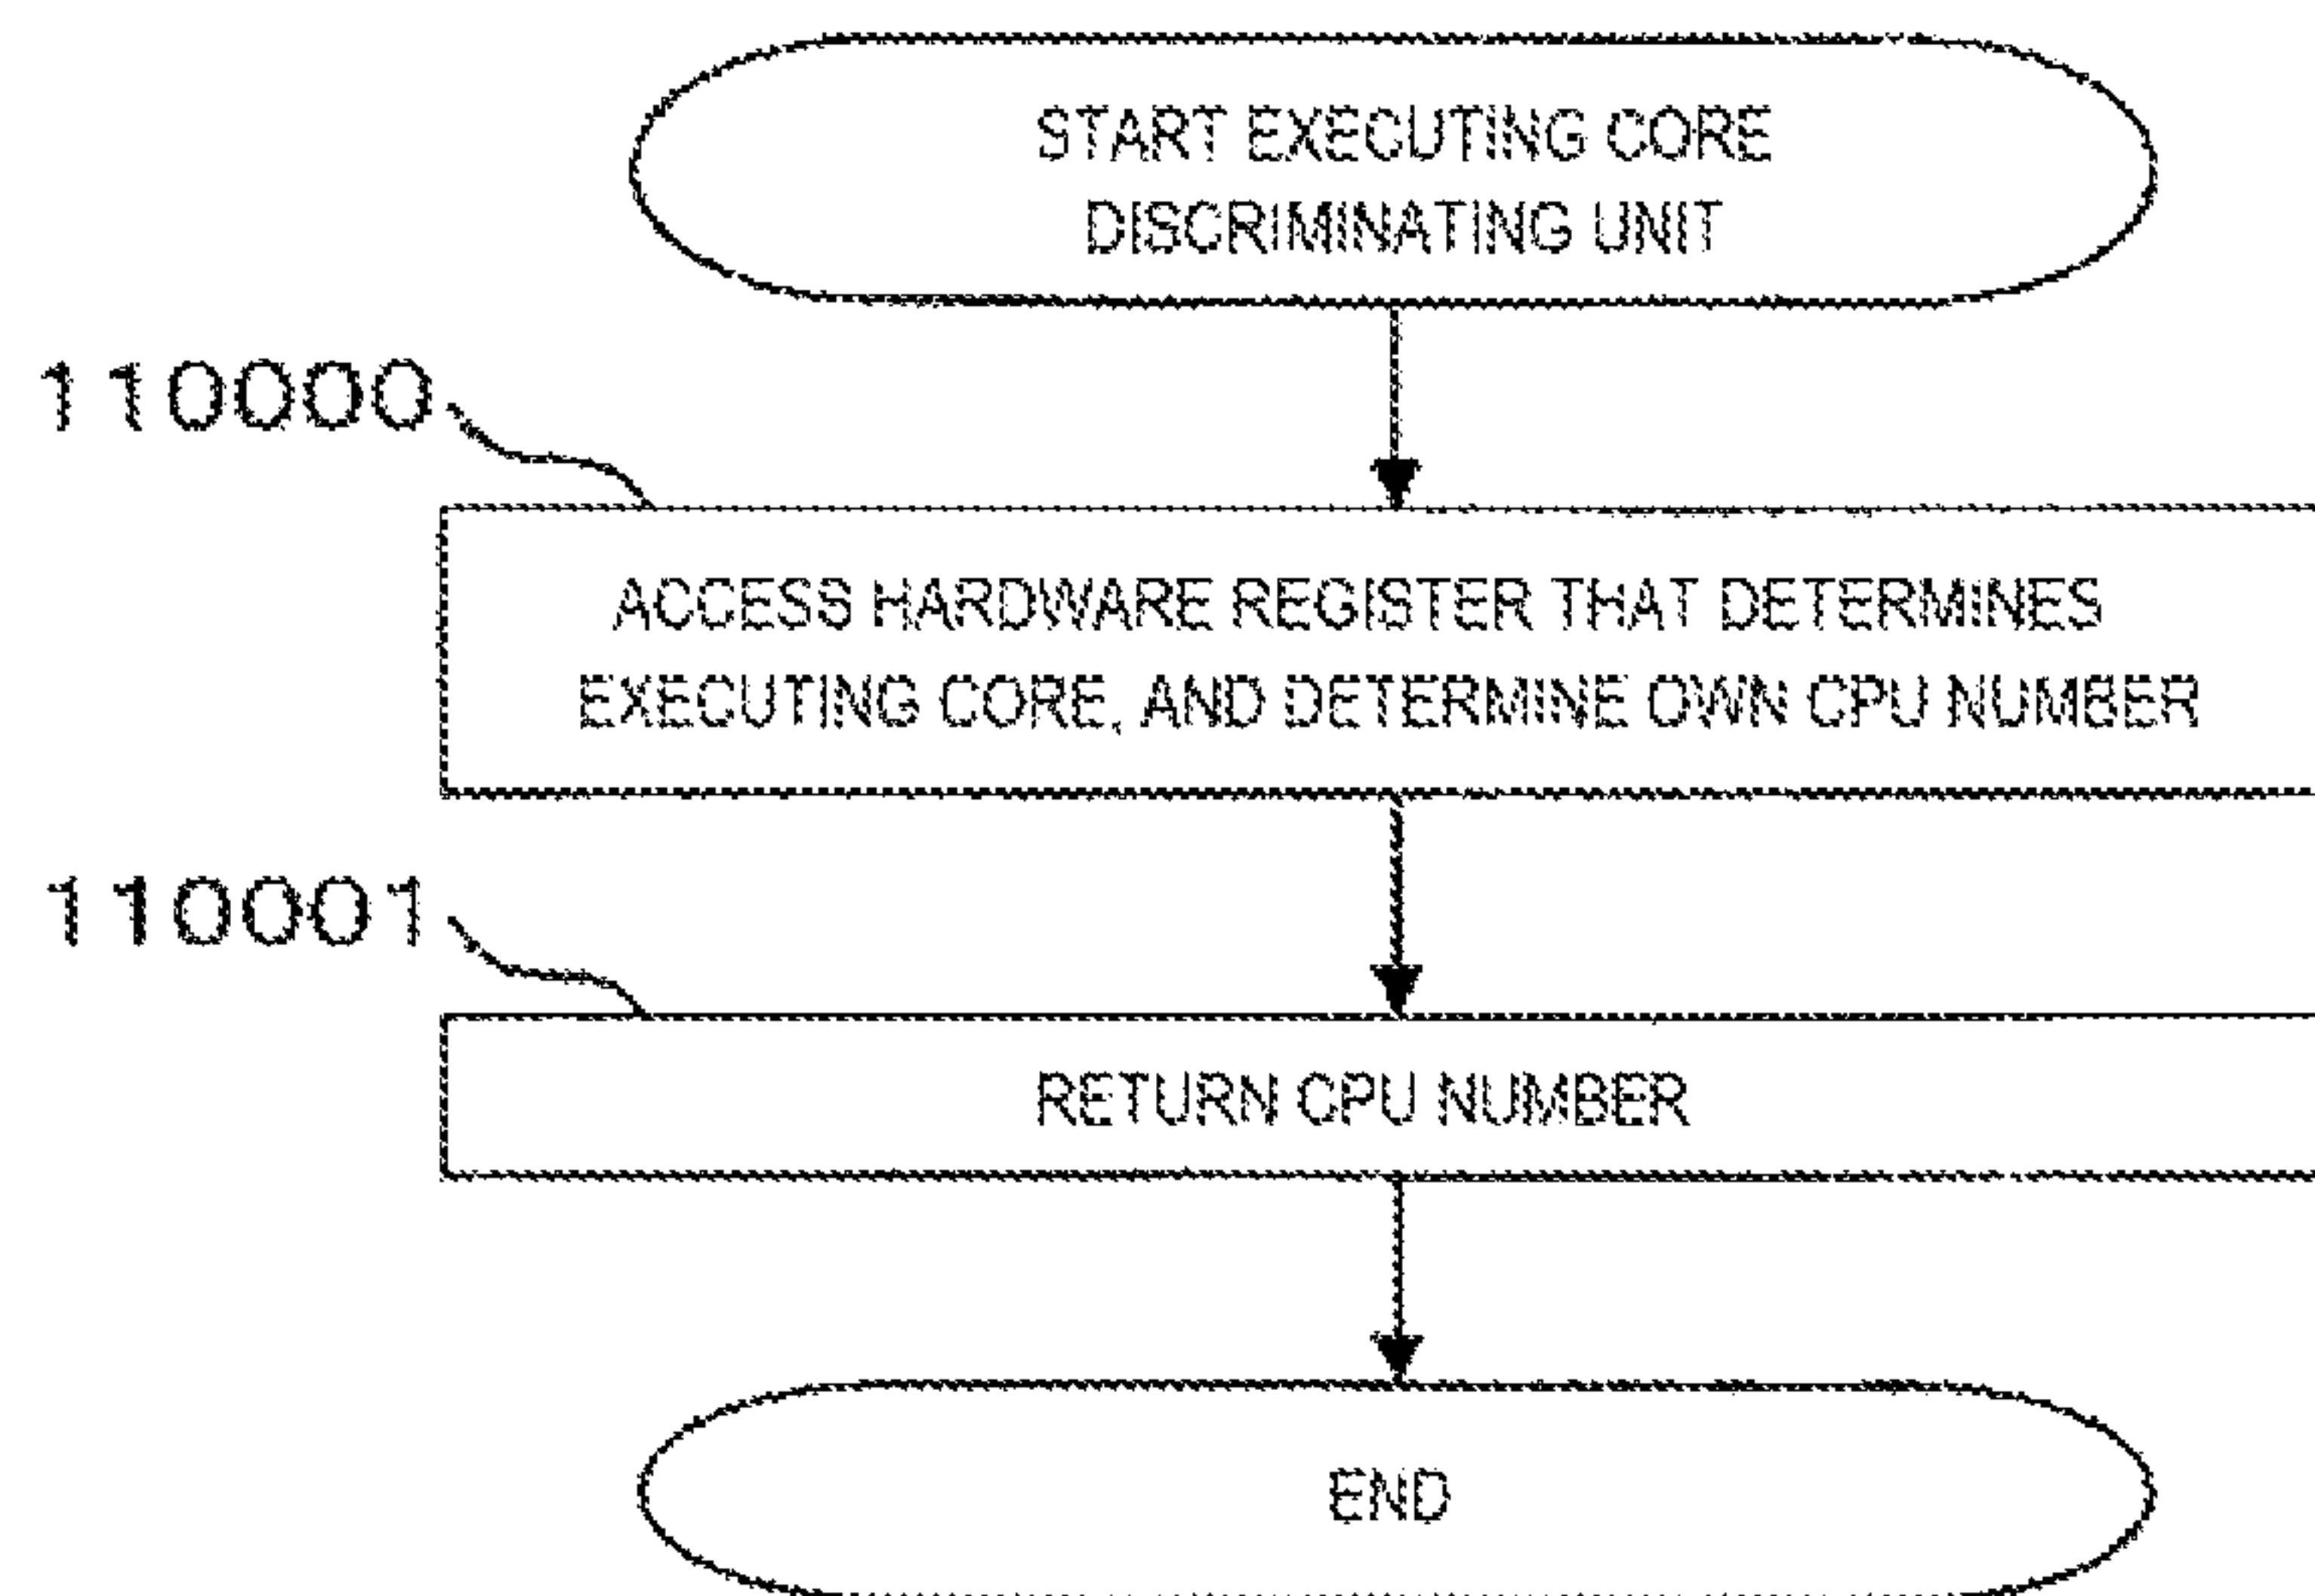 START EXECUTING CORE
DISCRIMINATING UNIT
110000
ACCESS HARDWARE REGISTER THAT DETERMINES
EXECUTING CORE, AND DETERMINE OWN CPU NUMBER
110001
RETURN CPU NUMBER
END